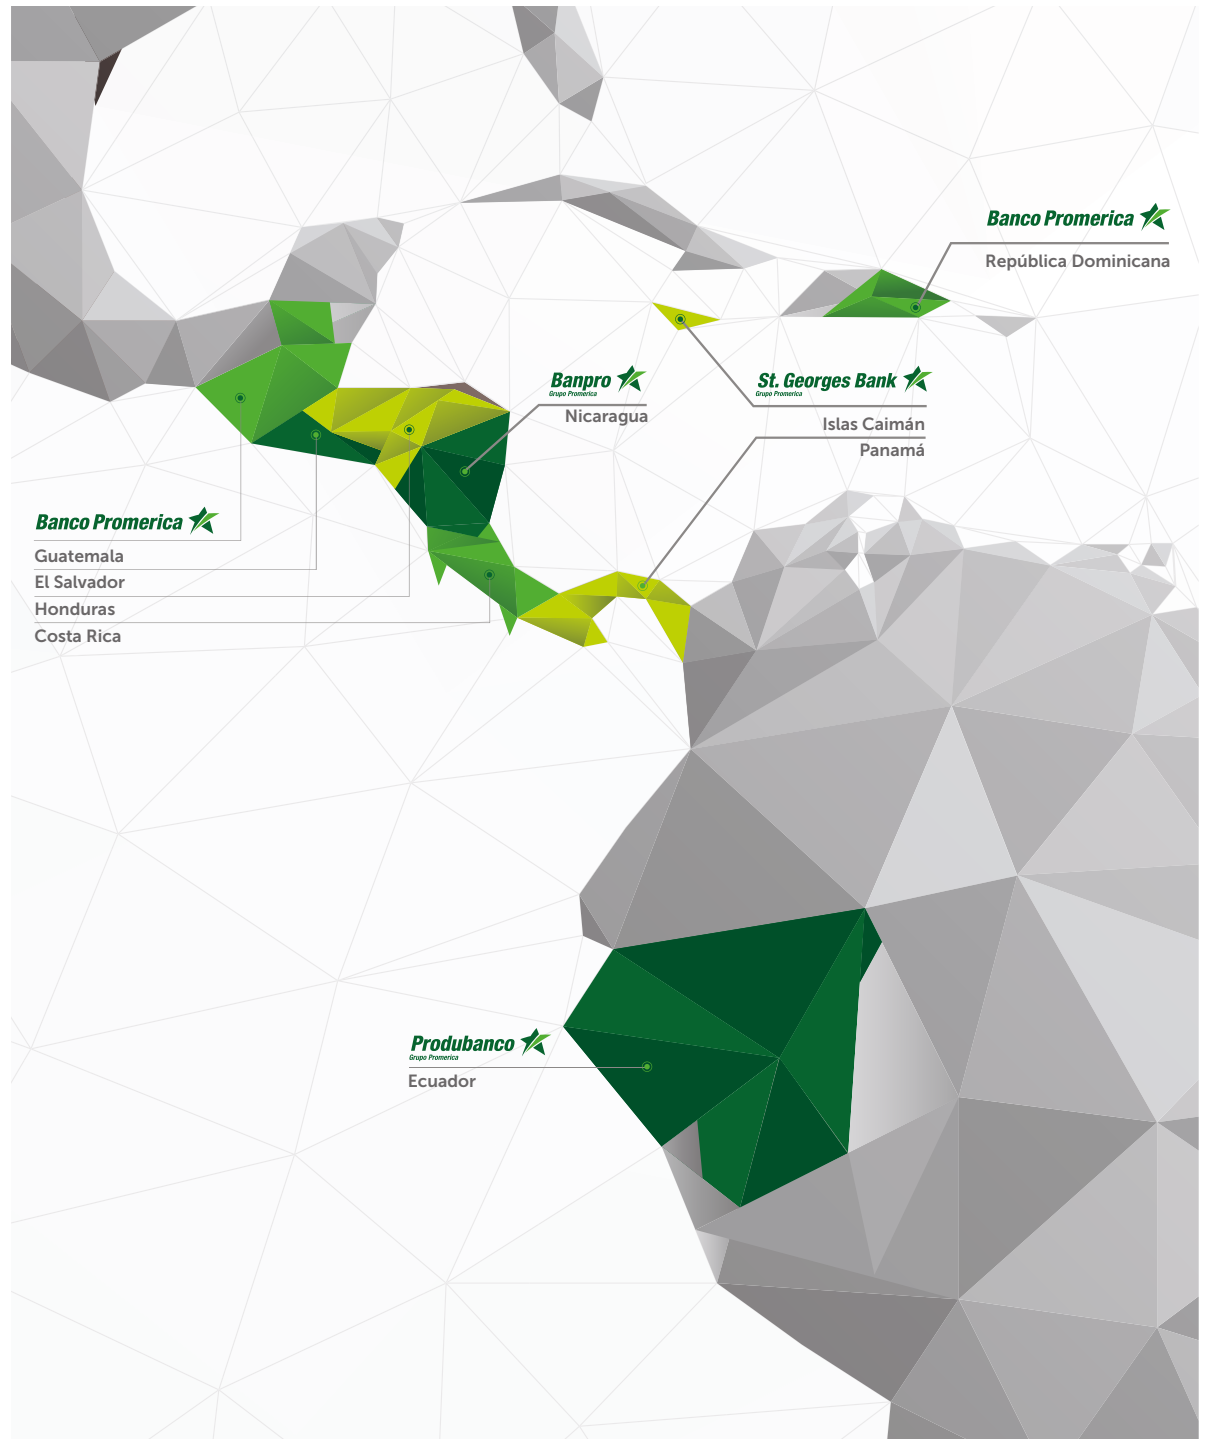 Banco Promerica
República Dominicana
Banpro
Grupo Promerica
Nicaragua
St. Georges Bank
Grupo Promerica
Islas Caimán
Panamá
Banco Promerica
Guatemala
El Salvador
Honduras
Costa Rica
Produbanco
Grupo Promerica
Ecuador